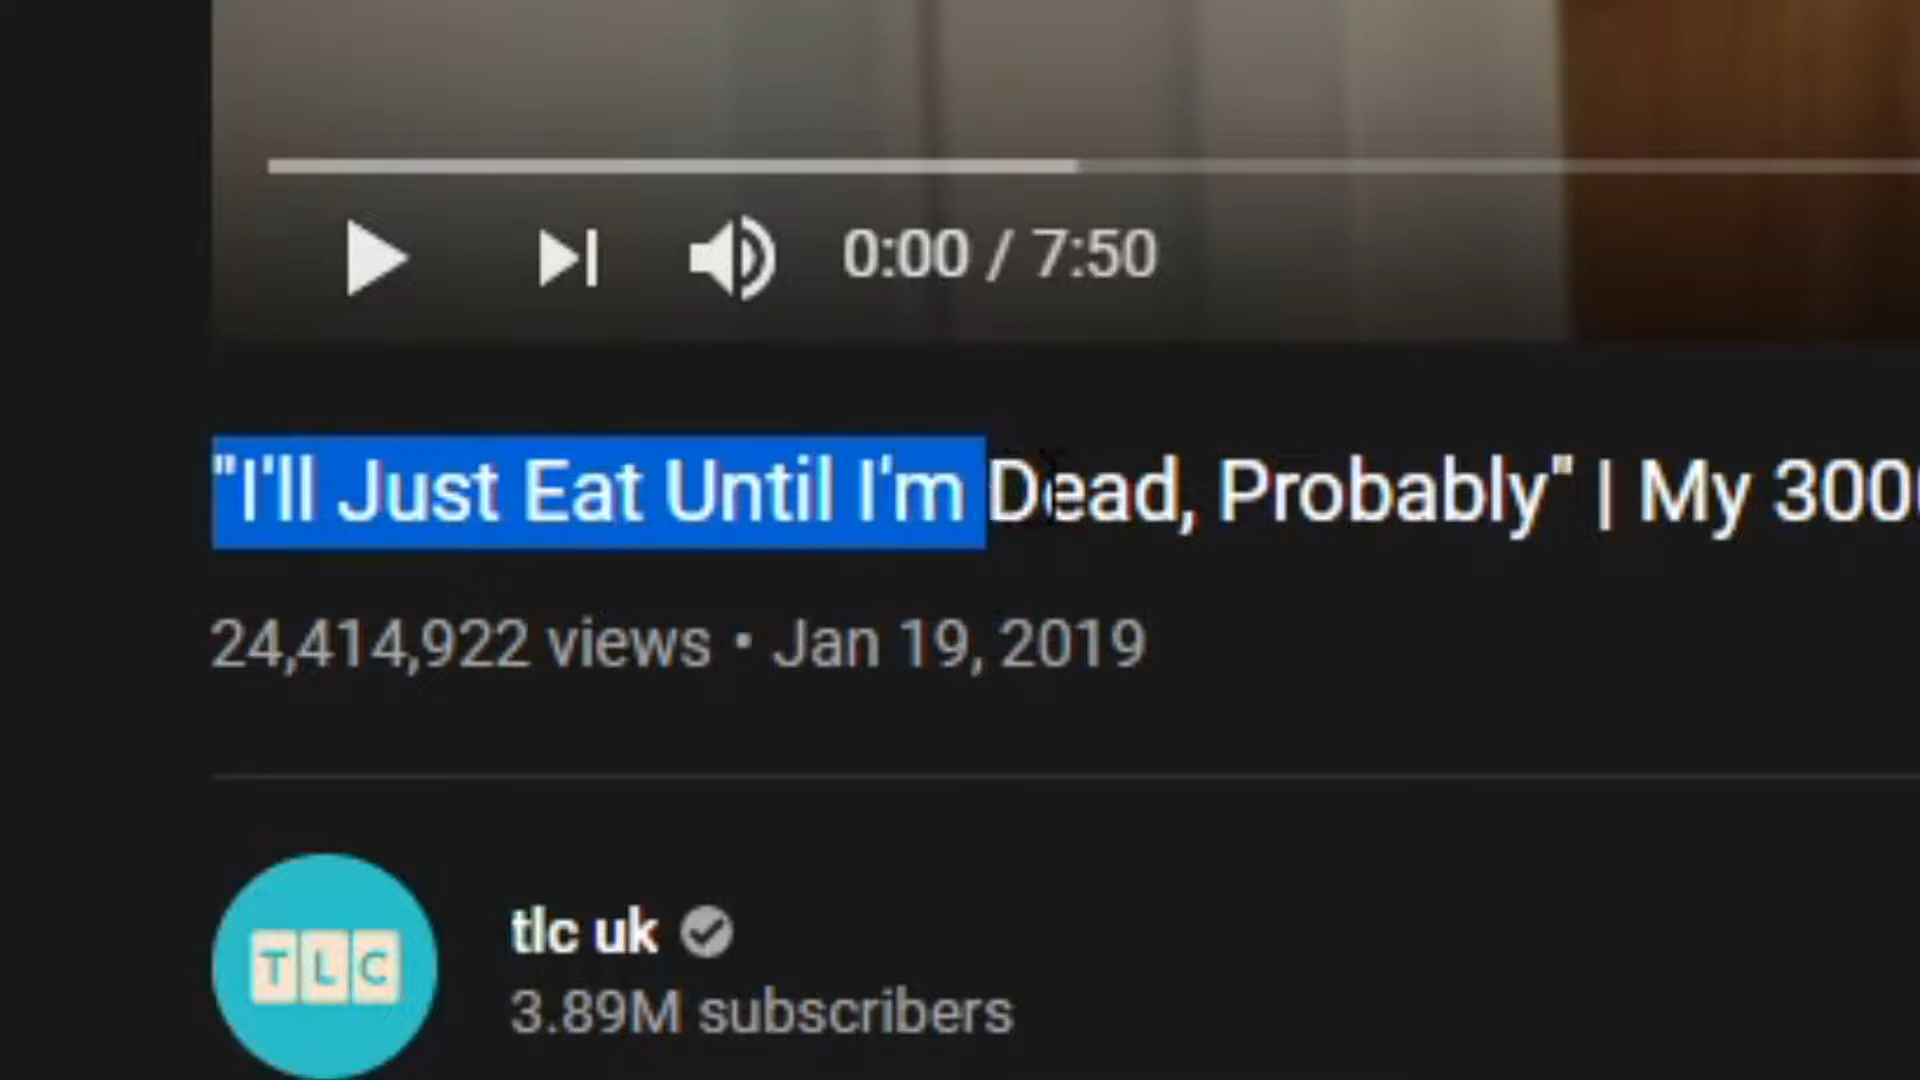 0:00 / 7:50
"I'll Just Eat Until I'm Dead, Probably" | My 300
24,414,922 views • Jan 19, 2019
TLC
tlc uk
3.89M subscribers